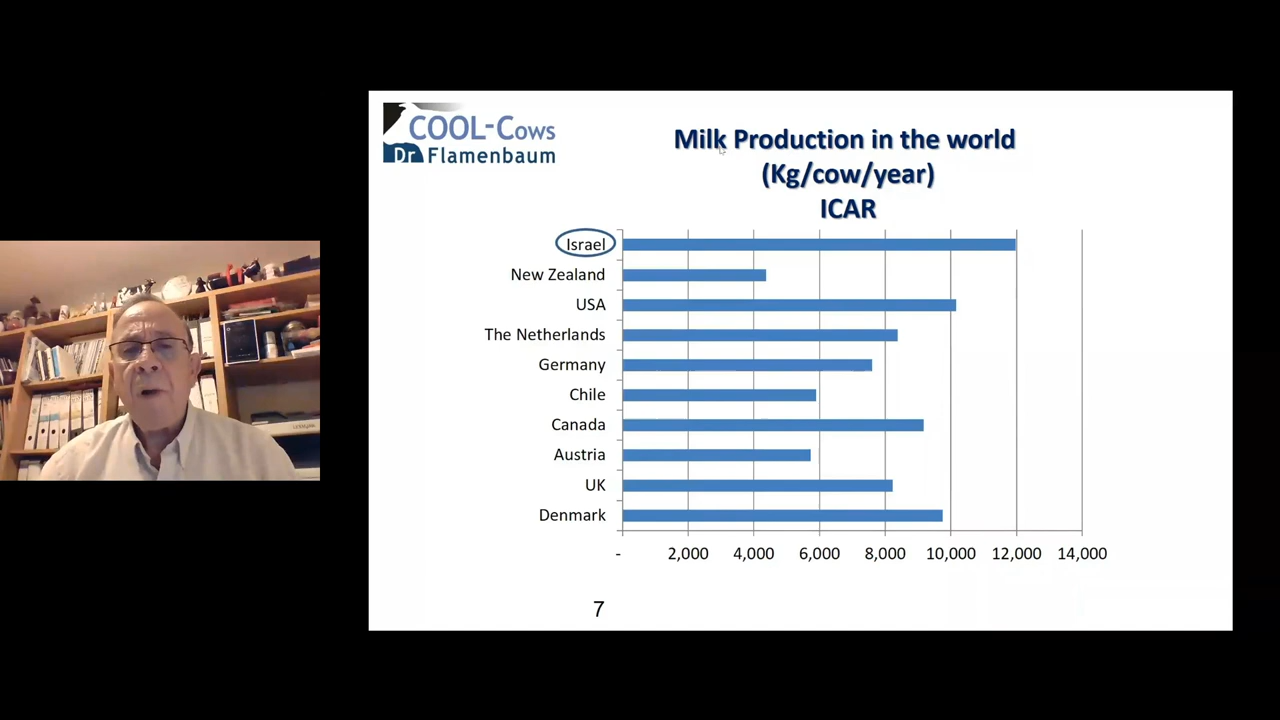 COOL-Cows
Dr Flamenbaum
Milk Production in the world
(Kg/cow/year)
ICAR
Israel
New Zealand
USA
The Netherlands
Germany
Chile
Canada
Austria
UK
Denmark
- 2,000 4,000 6,000 8,000 10,000 12,000 14,000
7